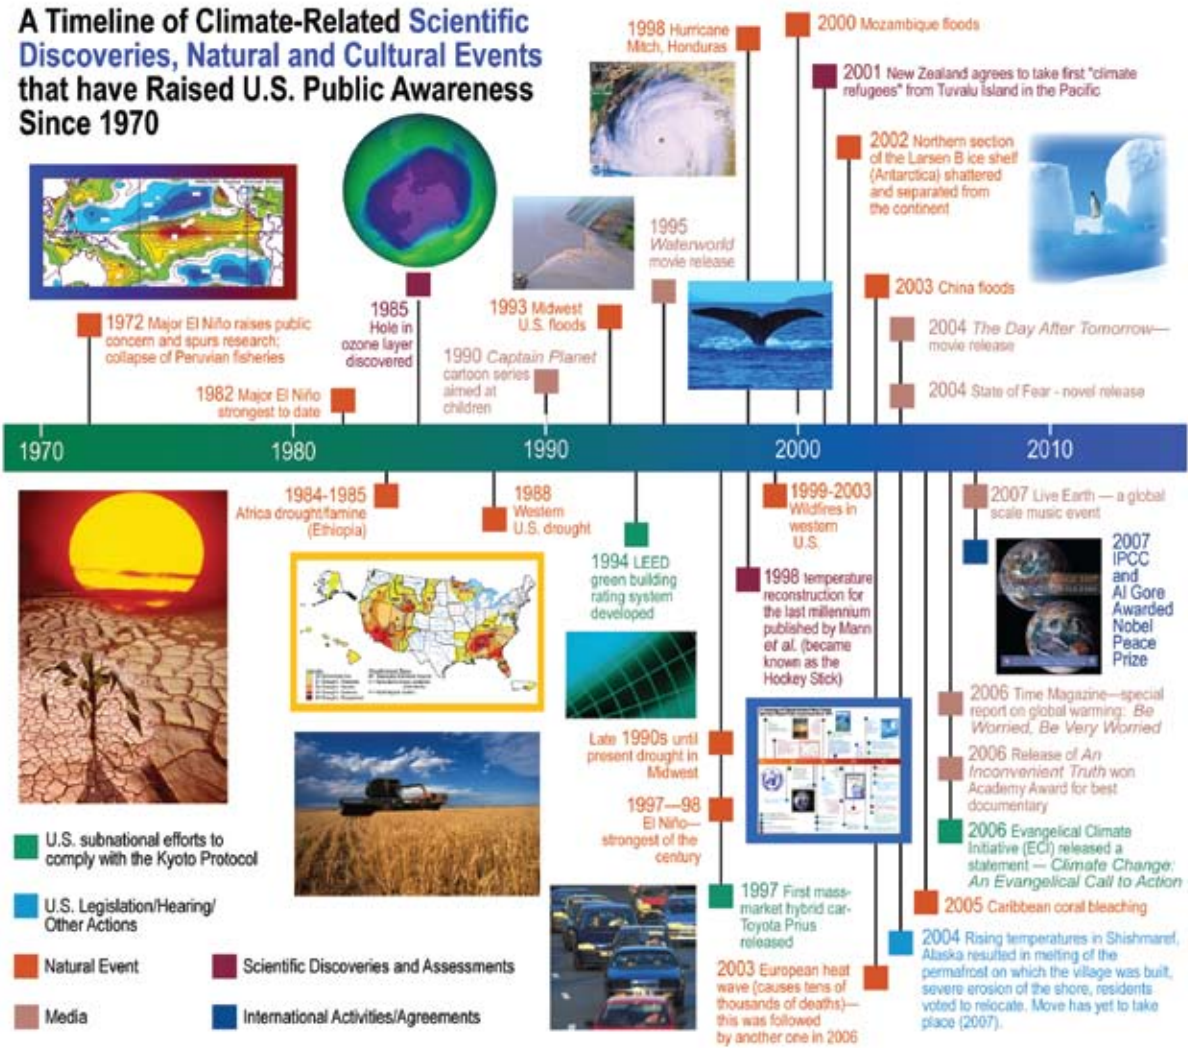 A Timeline of Climate-Related Scientific
Discoveries, Natural and Cultural Events
that have Raised U.S. Public Awareness
Since 1970
1998 Hurricane
Mitch, Honduras
2000 Mozambique floods
2001 New Zealand agrees to take first "climate
refugees" from Tuvalu Island in the Pacific
2002 Northern section
of the Larsen B ice shelf
(Antarctica) shattered
and separated from
the continent
1995
Waterworld
movie release
2003 China floods
1985
Hole in
ozone layer
discovered
1993 Midwest
U.S. floods
1972 Major El Niño raises public
concern and spurs research;
collapse of Peruvian fisheries
2004 The Day After Tomorrow—
movie release
1990 Captain Planet
cartoon series
aimed at
children
1982 Major El Niño
strongest to date
2004 State of Fear - novel release
1970
1980
1990
2000
2010
1984-1985
Africa drought/famine
(Ethiopia)
1988
Western
U.S. drought
1999-2003
Wildfires in
western
U.S.
2007 Live Earth — a global
scale music event
1994 LEED
green building
rating system
developed
2007
IPCC
and
Al Gore
Awarded
Nobel
Peace
Prize
1998 temperature
reconstruction for
the last millennium
published by Mann
et al. (became
known as the
Hockey Stick)
2006 Time Magazine—special
report on global warming: Be
Worried, Be Very Worried
Late 1990s until
present drought in
Midwest
2006 Release of An
Inconvenient Truth won
Academy Award for best
documentary
1997—98
El Niño—
strongest of the
century
2006 Evangelical Climate
Initiative (ECI) released a
statement — Climate Change:
An Evangelical Call to Action
1997 First mass-
market hybrid car-
Toyota Prius
released
2005 Caribbean coral bleaching
2004 Rising temperatures in Shishmaref,
Alaska resulted in melting of the
permafrost on which the village was built,
severe erosion of the shore, residents
voted to relocate. Move has yet to take
place (2007).
2003 European heat
wave (causes tens of
thousands of deaths)—
this was followed
by another one in 2006
U.S. subnational efforts to
comply with the Kyoto Protocol
U.S. Legislation/Hearing/
Other Actions
Natural Event
Scientific Discoveries and Assessments
Media
International Activities/Agreements